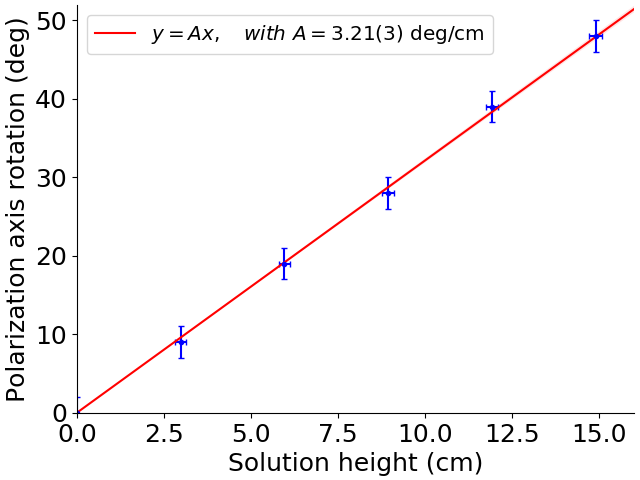 y = Ax, with A = 3.21(3) deg/cm
Polarization axis rotation (deg)
50
40
30
20
10
0
0.0 2.5 5.0 7.5 10.0 12.5 15.0
Solution height (cm)